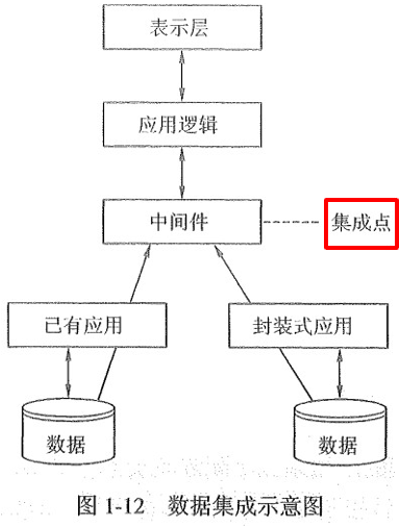 表示层
应用逻辑
中间件
集成点
已有应用
封装式应用
数据
数据
图 1-12 数据集成示意图